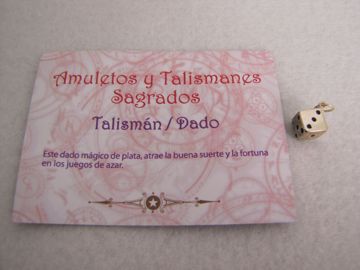 Amuletos y Talismanes
Sagrados
Talismán / Dado
Este dado mágico de plata, atrae la buena suerte y la fortuna
en los juegos de azar.